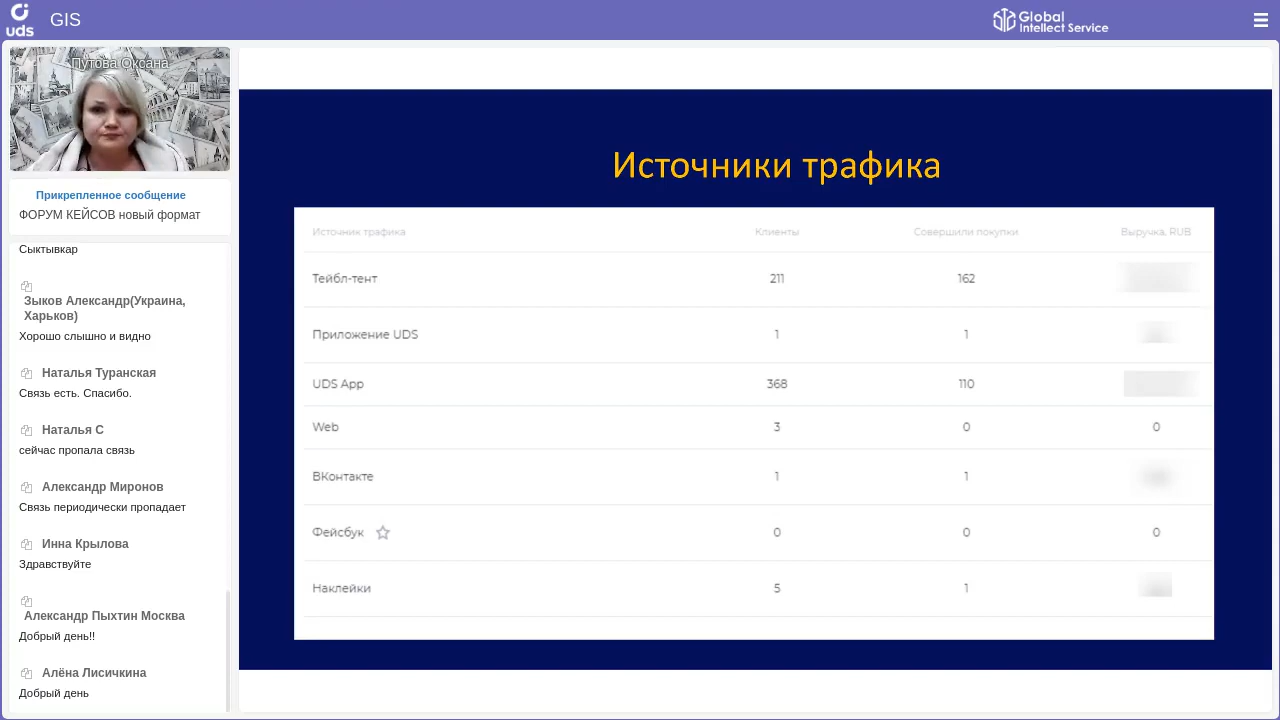 uds
GIS
Global
Intellect Service
Путова Оксана
Прикрепленное сообщение
ФОРУМ КЕЙСОВ новый формат
Сыктывкар
Зыков Александр(Украина,
Харьков)
Хорошо слышно и видно
Наталья Туранская
Связь есть. Спасибо.
Наталья С
сейчас пропала связь
Александр Миронов
Связь периодически пропадает
Инна Крылова
Здравствуйте
Александр Пыхтин Москва
Добрый день!!
Алёна Лисичкина
Добрый день
Источники трафика
Источник трафика Клиенты Совершили покупки Выручка, RUB
Тейбл-тент 211 162
Приложение UDS 1 1
UDS App 368 110
Web 3 0 0
ВКонтакте 1 1
Фейсбук 0 0 0
Наклейки 5 1